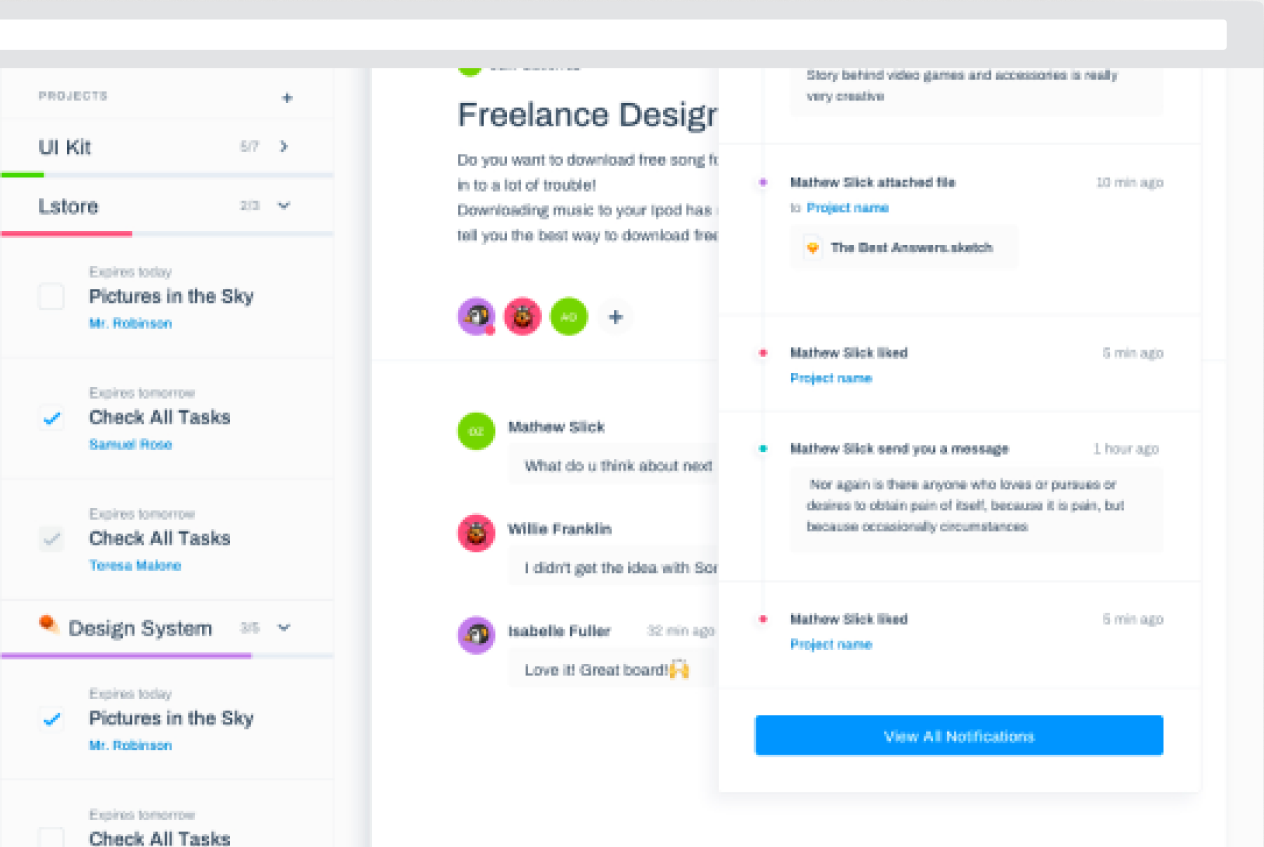 PROJECTS
+
UI Kit 5/7
Lstore 2/3
Expires today
Pictures in the Sky
Mr. Robinson
Expires tomorrow
Check All Tasks
Samuel Rose
Expires tomorrow
Check All Tasks
Teresa Malone
Design System 3/5
Expires today
Pictures in the Sky
Mr. Robinson
Expires tomorrow
Check All Tasks
Freelance Design
Do you want to download free song
in to a lot of trouble!
Downloading music to your Ipod has
tell you the best way to download free
AO
+
OZ
Mathew Slick
What do u think about next
Willie Franklin
I didn't get the idea with
Isabelle Fuller 32 min ago
Love it! Great board!🙌
Story behind video games and accessories is really
very creative
Mathew Slick attached file 10 min ago
to Project name
The Best Answers.sketch
Mathew Slick liked 5 min ago
Project name
Mathew Slick send you a message 1 hour ago
Nor again is there anyone who loves or pursues or
desires to obtain pain of itself, because it is pain, but
because occasionally circumstances
Mathew Slick liked 5 min ago
Project name
View All Notifications